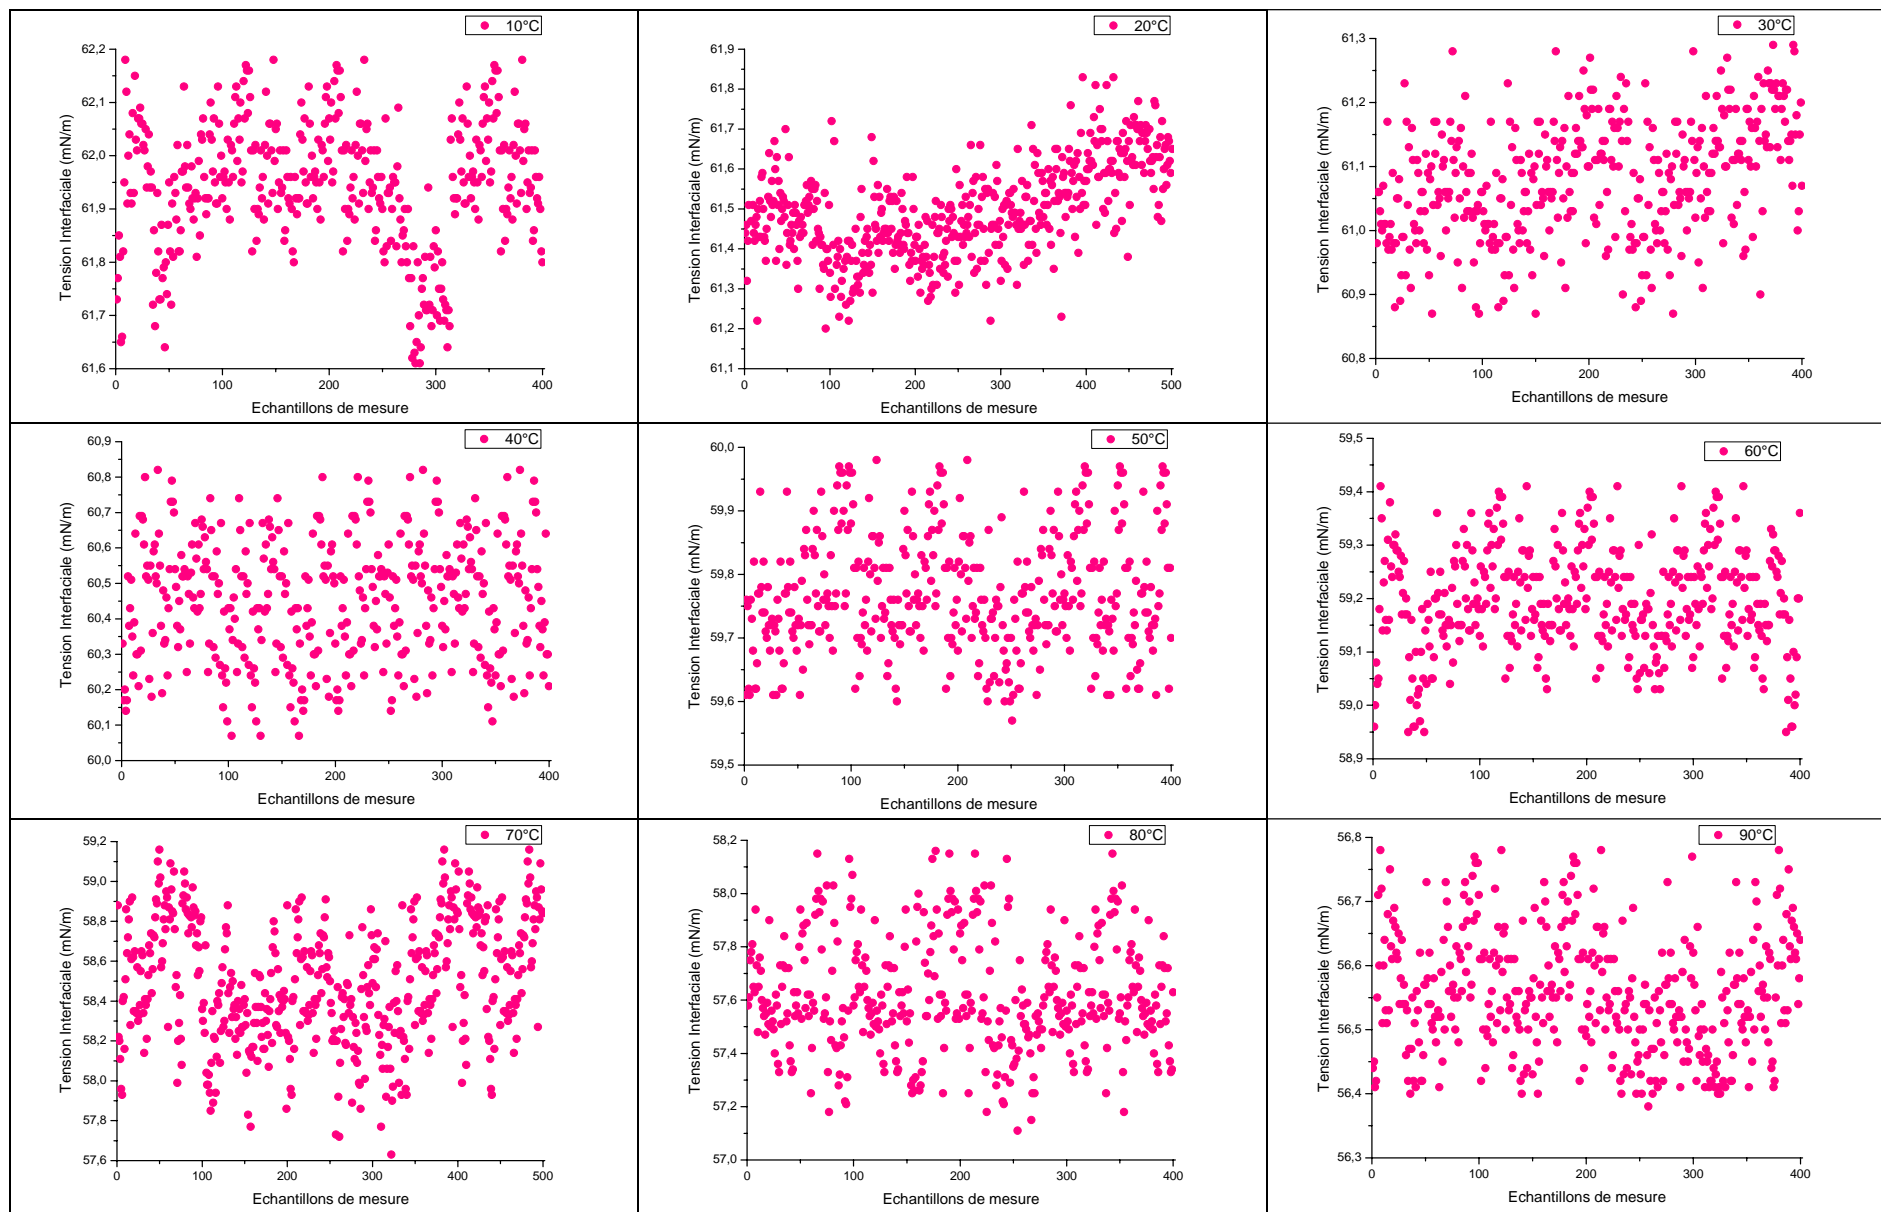 10°C
62,2
62,1
62,0
61,9
61,8
61,7
61,6
0 100 200 300 400
Tension Interfaciale (mN/m)
Echantillons de mesure
20°C
61,9
61,8
61,7
61,6
61,5
61,4
61,3
61,2
61,1
0 100 200 300 400 500
Tension Interfaciale (mN/m)
Echantillons de mesure
30°C
61,3
61,2
61,1
61,0
60,9
60,8
0 100 200 300 400
Tension Interfaciale (mN/m)
Echantillons de mesure
40°C
60,9
60,8
60,7
60,6
60,5
60,4
60,3
60,2
60,1
60,0
0 100 200 300 400
Tension Interfaciale (mN/m)
Echantillons de mesure
50°C
60,0
59,9
59,8
59,7
59,6
59,5
0 100 200 300 400
Tension Interfaciale (mN/m)
Echantillons de mesure
60°C
59,5
59,4
59,3
59,2
59,1
59,0
58,9
0 100 200 300 400
Tension Interfaciale (mN/m)
Echantillons de mesure
70°C
59,2
59,0
58,8
58,6
58,4
58,2
58,0
57,8
57,6
0 100 200 300 400 500
Tension Interfaciale (mN/m)
Echantillons de mesure
80°C
58,2
58,0
57,8
57,6
57,4
57,2
57,0
0 100 200 300 400
Tension Interfaciale (mN/m)
Echantillons de mesure
90°C
56,8
56,7
56,6
56,5
56,4
56,3
0 100 200 300 400
Tension Interfaciale (mN/m)
Echantillons de mesure